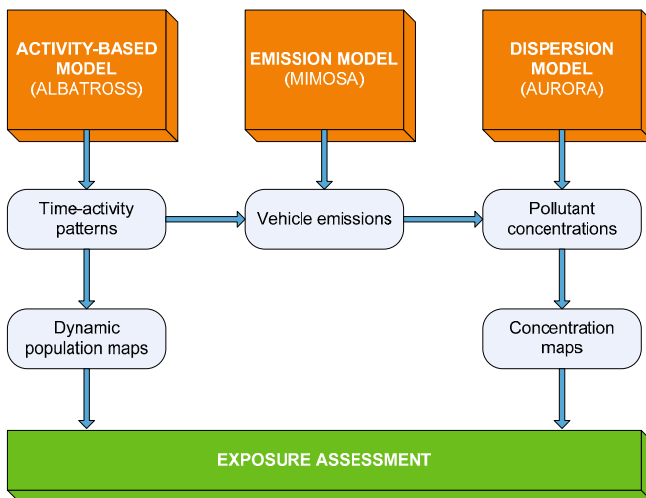 ACTIVITY-BASED
MODEL
(ALBATROSS)
EMISSION MODEL
(MIMOSA)
DISPERSION
MODEL
(AURORA)
Time-activity
patterns
Vehicle emissions
Pollutant
concentrations
Dynamic
population maps
Concentration
maps
EXPOSURE ASSESSMENT